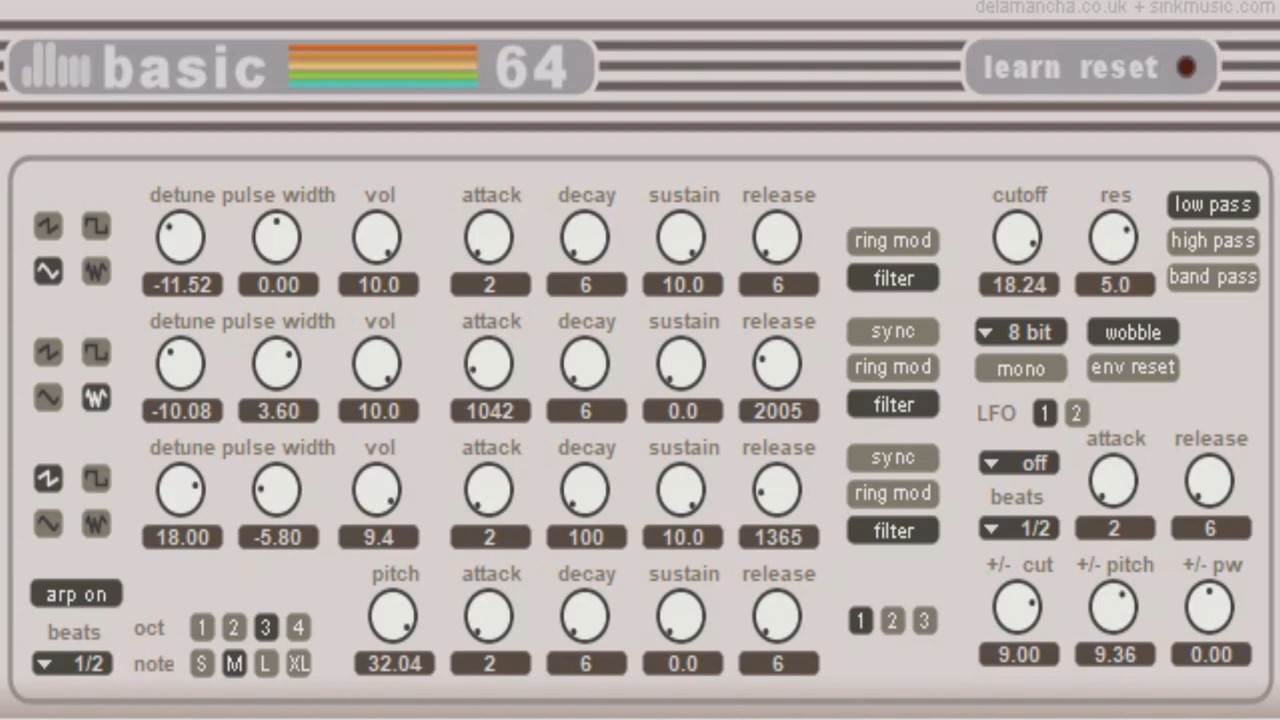 delamancha.co.uk + sinkmusic.com
basic 64 learn reset
detune pulse width vol attack decay sustain release cutoff res
low pass
high pass
band pass
ring mod
filter
-11.52 0.00 10.0 2 6 10.0 6 18.24 5.0
detune pulse width vol attack decay sustain release
sync 8 bit wobble
ring mod mono env reset
filter
-10.08 3.60 10.0 1042 6 0.0 2005
LFO 1 2
detune pulse width vol attack decay sustain release attack release
sync off
ring mod beats
filter 1/2 2 6
18.00 -5.80 9.4 2 100 10.0 1365
pitch attack decay sustain release +/- cut +/- pitch +/- pw
arp on
beats oct 1 2 3 4 1 2 3
1/2 note S M L XL 32.04 2 6 0.0 6 9.00 9.36 0.00